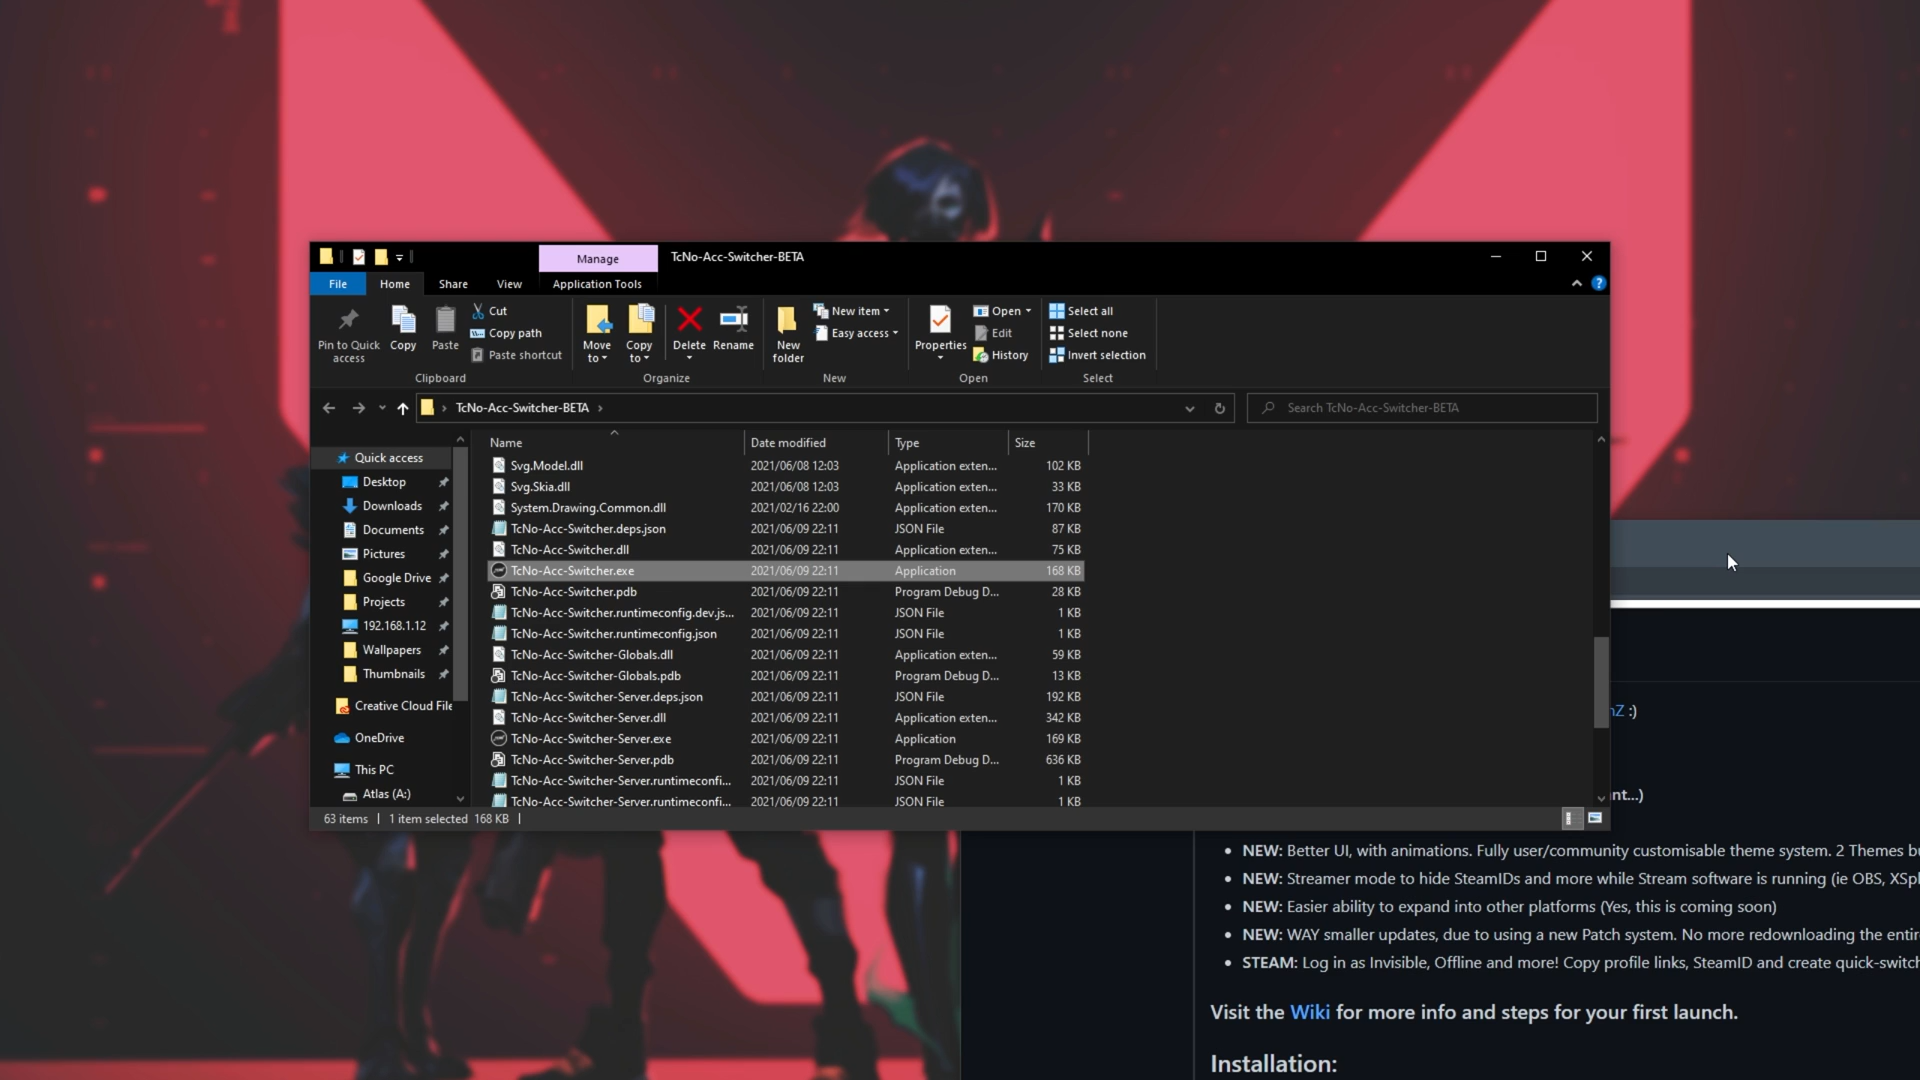 Manage
TcNo-Acc-Switcher-BETA
File
Home
Share
View
Application Tools
Pin to Quick access
Copy
Paste
Cut
Copy path
Paste shortcut
Clipboard
Move to
Copy to
Delete
Rename
Organize
New folder
New item
Easy access
New
Properties
Open
Edit
History
Open
Select all
Select none
Invert selection
Select
TcNo-Acc-Switcher-BETA
Search TcNo-Acc-Switcher-BETA
Quick access
Desktop
Downloads
Documents
Pictures
Google Drive
Projects
192.168.1.12
Wallpapers
Thumbnails
Creative Cloud File
OneDrive
This PC
Atlas (A:)
Name Date modified Type Size
Svg.Model.dll 2021/06/08 12:03 Application exten... 102 KB
Svg.Skia.dll 2021/06/08 12:03 Application exten... 33 KB
System.Drawing.Common.dll 2021/02/16 22:00 Application exten... 170 KB
TcNo-Acc-Switcher.deps.json 2021/06/09 22:11 JSON File 87 KB
TcNo-Acc-Switcher.dll 2021/06/09 22:11 Application exten... 75 KB
TcNo-Acc-Switcher.exe 2021/06/09 22:11 Application 168 KB
TcNo-Acc-Switcher.pdb 2021/06/09 22:11 Program Debug D... 28 KB
TcNo-Acc-Switcher.runtimeconfig.dev.js... 2021/06/09 22:11 JSON File 1 KB
TcNo-Acc-Switcher.runtimeconfig.json 2021/06/09 22:11 JSON File 1 KB
TcNo-Acc-Switcher-Globals.dll 2021/06/09 22:11 Application exten... 59 KB
TcNo-Acc-Switcher-Globals.pdb 2021/06/09 22:11 Program Debug D... 13 KB
TcNo-Acc-Switcher-Server.deps.json 2021/06/09 22:11 JSON File 192 KB
TcNo-Acc-Switcher-Server.dll 2021/06/09 22:11 Application exten... 342 KB
TcNo-Acc-Switcher-Server.exe 2021/06/09 22:11 Application 169 KB
TcNo-Acc-Switcher-Server.pdb 2021/06/09 22:11 Program Debug D... 636 KB
TcNo-Acc-Switcher-Server.runtimeconfi... 2021/06/09 22:11 JSON File 1 KB
TcNo-Acc-Switcher-Server.runtimeconfi... 2021/06/09 22:11 JSON File 1 KB
63 items 1 item selected 168 KB
Z :)
nt...)
NEW: Better UI, with animations. Fully user/community customisable theme system. 2 Themes bu
NEW: Streamer mode to hide SteamIDs and more while Stream software is running (ie OBS, XSpl
NEW: Easier ability to expand into other platforms (Yes, this is coming soon)
NEW: WAY smaller updates, due to using a new Patch system. No more redownloading the entir
STEAM: Log in as Invisible, Offline and more! Copy profile links, SteamID and create quick-switch
Visit the Wiki for more info and steps for your first launch.
Installation: